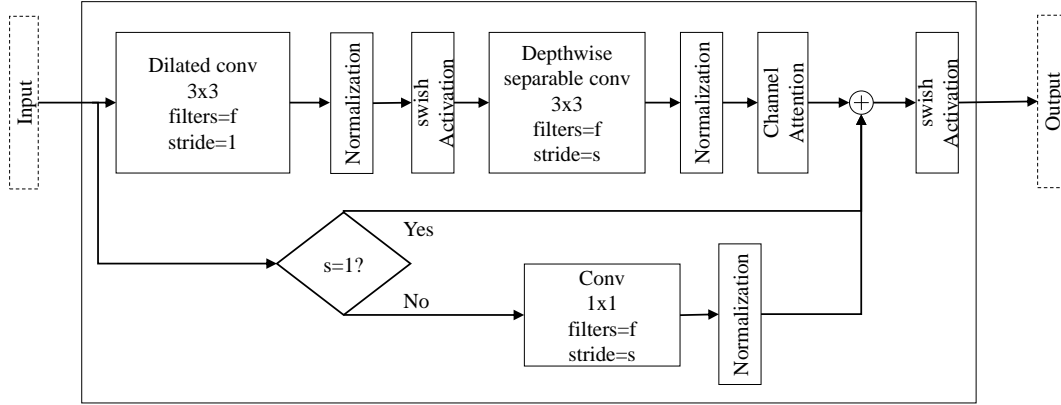 Input
Dilated conv
3x3
filters=f
stride=1
Normalization
swish
Activation
Depthwise
separable conv
3x3
filters=f
stride=s
Normalization
Channel
Attention
swish
Activation
Output
s=1?
Yes
No
Conv
1x1
filters=f
stride=s
Normalization